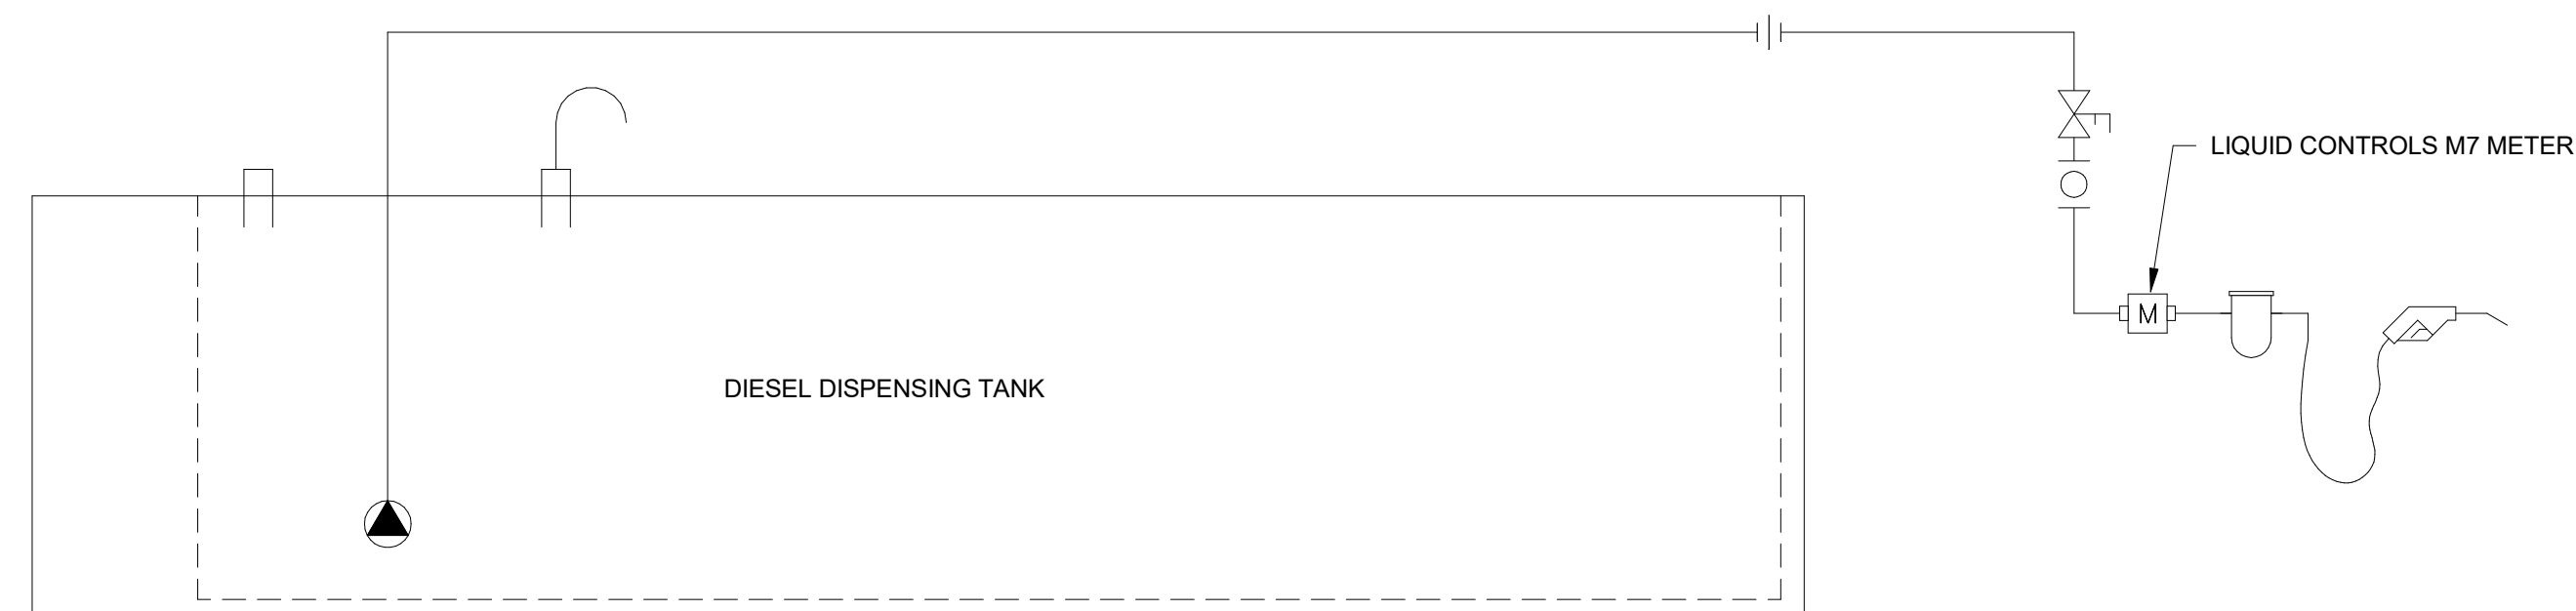 LIQUID CONTROLS M7 METER
M
DIESEL DISPENSING TANK